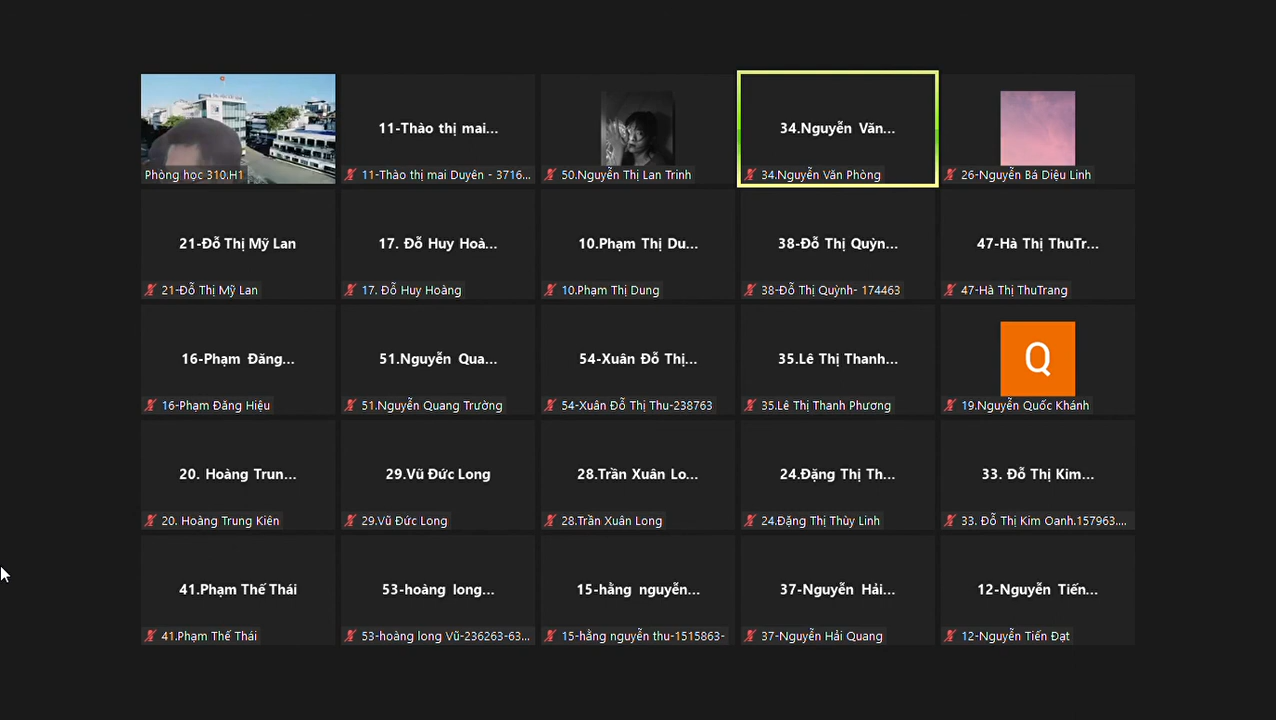 Phòng học 310.H1
11-Thào thị mai...
11-Thào thị mai Duyên - 3716...
50.Nguyễn Thị Lan Trinh
34.Nguyễn Văn...
34.Nguyễn Văn Phòng
26-Nguyễn Bá Diệu Linh
21-Đỗ Thị Mỹ Lan
21-Đỗ Thị Mỹ Lan
17. Đỗ Huy Hoà...
17. Đỗ Huy Hoàng
10.Phạm Thị Du...
10.Phạm Thị Dung
38-Đỗ Thị Quỳn...
38-Đỗ Thị Quỳnh- 174463
47-Hà Thị ThuTr...
47-Hà Thị ThuTrang
16-Phạm Đăng...
16-Phạm Đăng Hiệu
51.Nguyễn Qua...
51.Nguyễn Quang Trường
54-Xuân Đỗ Thị...
54-Xuân Đỗ Thị Thu-238763
35.Lê Thị Thanh...
35.Lê Thị Thanh Phương
Q
19.Nguyễn Quốc Khánh
20. Hoàng Trun...
20. Hoàng Trung Kiên
29.Vũ Đức Long
29.Vũ Đức Long
28.Trần Xuân Lo...
28.Trần Xuân Long
24.Đặng Thị Th...
24.Đặng Thị Thùy Linh
33. Đỗ Thị Kim...
33. Đỗ Thị Kim Oanh.157963....
41.Phạm Thế Thái
41.Phạm Thế Thái
53-hoàng long...
53-hoàng long Vũ-236263-63...
15-hằng nguyễn...
15-hằng nguyễn thu-1515863-
37-Nguyễn Hải...
37-Nguyễn Hải Quang
12-Nguyễn Tiến...
12-Nguyễn Tiến Đạt